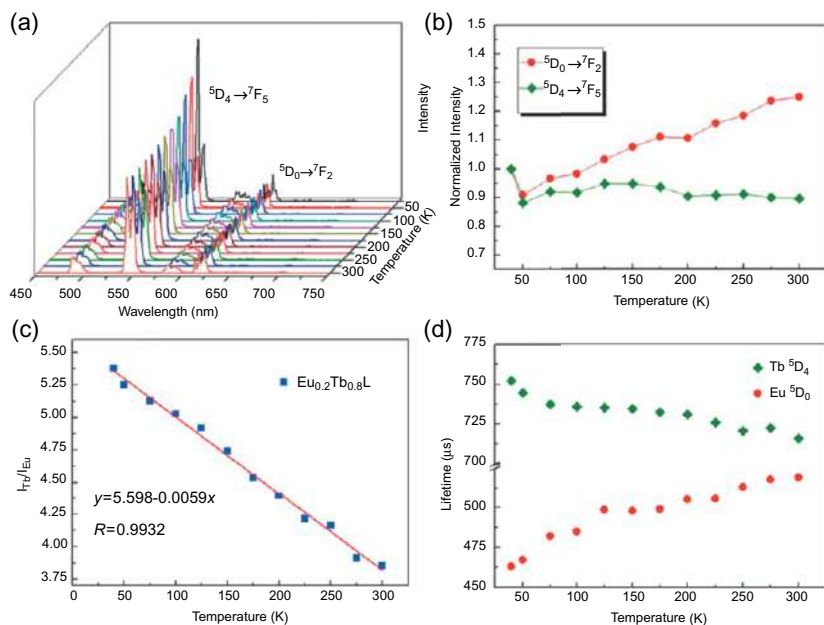 (a)
⁵D₄→⁷F₅
⁵D₀→⁷F₂
Intensity
50
100
150
200
250
300
Temperature (K)
450 500 550 600 650 700 750
Wavelength (nm)
(b)
1.5
1.4
1.3
1.2
1.1
1.0
0.9
0.8
0.7
Normalized Intensity
⁵D₀→⁷F₂
⁵D₄→⁷F₅
50 100 150 200 250 300
Temperature (K)
(c)
5.50
5.25
5.00
4.75
4.50
4.25
4.00
3.75
I_Tb/I_Eu
Eu₀.₂Tb₀.₈L
y=5.598-0.0059x
R=0.9932
0 50 100 150 200 250 300
Temperature (K)
(d)
775
750
725
700
500
475
450
Lifetime (μs)
Tb ⁵D₄
Eu ⁵D₀
50 100 150 200 250 300
Temperature (K)